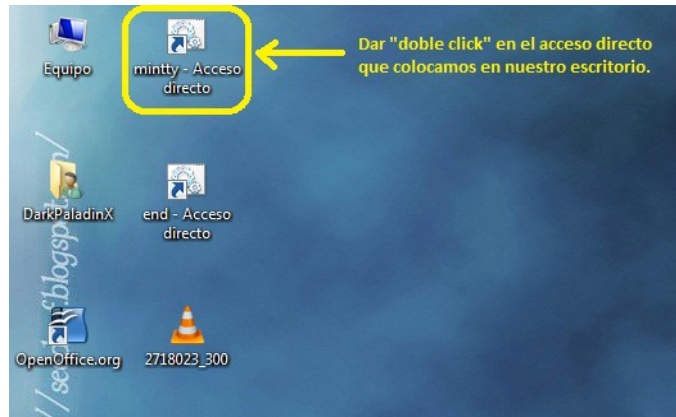 Equipo
mintty - Acceso
directo
Dar "doble click" en el acceso directo
que colocamos en nuestro escritorio.
DarkPaladinX
end - Acceso
directo
OpenOffice.org
2718023_300